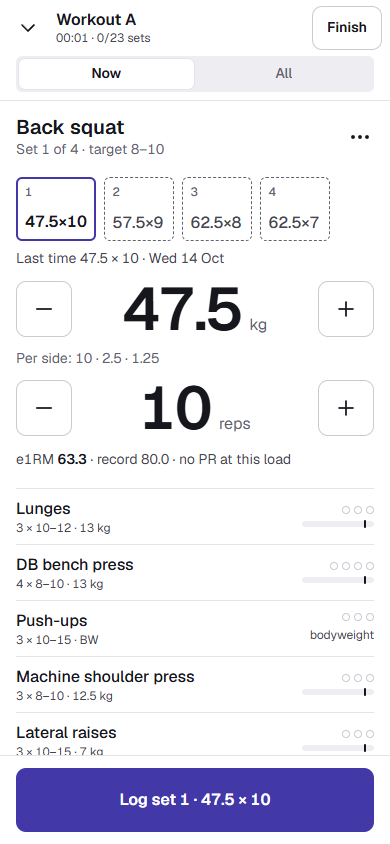 Workout A
00:01 · 0/23 sets
Finish
Now
All
Back squat
Set 1 of 4 · target 8–10
1
47.5×10
2
57.5×9
3
62.5×8
4
62.5×7
Last time 47.5 × 10 · Wed 14 Oct
47.5 kg
Per side: 10 · 2.5 · 1.25
10 reps
e1RM 63.3 · record 80.0 · no PR at this load
Lunges
3 × 10–12 · 13 kg
DB bench press
4 × 8–10 · 13 kg
Push-ups
3 × 10–15 · BW
bodyweight
Machine shoulder press
3 × 8–10 · 12.5 kg
Lateral raises
3 × 10–15 · 7 kg
Log set 1 · 47.5 × 10